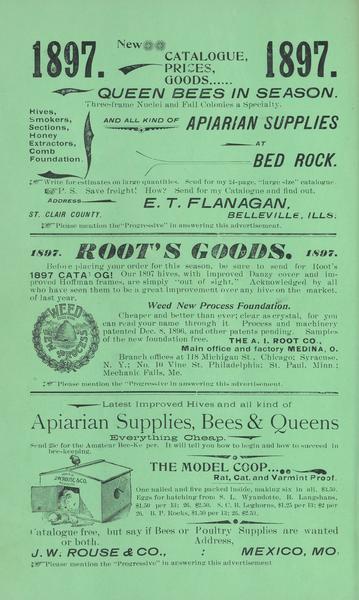 1897. New CATALOGUE, PRICES, GOODS...... 1897.
QUEEN BEES IN SEASON.
Three-frame Nuclei and Full Colonies a Specialty.
Hives,
Smokers,
Sections,
Honey
Extractors,
Comb
Foundation.
AND ALL KIND OF APIARIAN SUPPLIES
AT
BED ROCK.
Write for estimates on large quantities. Send for my 24-page, "large size" catalogue
P. S. Save freight! How? Send for my Catalogue and find out.
ADDRESS E. T. FLANAGAN,
ST. CLAIR COUNTY. BELLEVILLE, ILLS.
Please mention the "Progressive" in answering this advertisement.
1897. ROOT'S GOODS. 1897.
Before placing your order for this season, be sure to send for Root's
1897 CATALOG! Our 1897 hives, with improved Danzy cover and im-
proved Hoffman frames, are simply "out of sight." Acknowledged by all
who have seen them to be a great improvement over any hive on the market.
of last year.
WEED NEW PROCESS
Weed New Process Foundation.
Cheaper and better than ever; clear as crystal, for you
can read your name through it. Process and machinery
patented Dec. 8, 1896, and other patents pending. Samples
of the new foundation free. THE A. I. ROOT CO.,
Main office and factory MEDINA, O.
Branch offices at 118 Michigan St., Chicago; Syracuse,
N. Y.; No. 10 Vine St. Philadelphia; St. Paul, Minn.;
Mechanic Falls, Me.
Please mention the "Progressive in answering this advertisement.
Latest Improved Hives and all kind of
Apiarian Supplies, Bees & Queens
Everything Cheap.
Send 25c for the Amateur Bee-Keeper. It will tell you how to begin and how to succeed in
bee-keeping.
THE MODEL COOP...
Rat, Cat, and Varmint Proof.
One nailed and five packed inside, making six in all, $3.50.
Eggs for hatching from S. L. Wyandotte, B. Langshans,
$1.50 per 13; 26, $2.50. S. C. B. Leghorns, $1.25 per 13; $2 per
26. B. P. Rocks, $1.50 per 13; 26, $2.50.
Catalogue free, but say if Bees or Poultry Supplies are wanted
or both. Address,
J. W. ROUSE & CO., : MEXICO, MO.
Please mention the "Progressive" in answering this advertisement